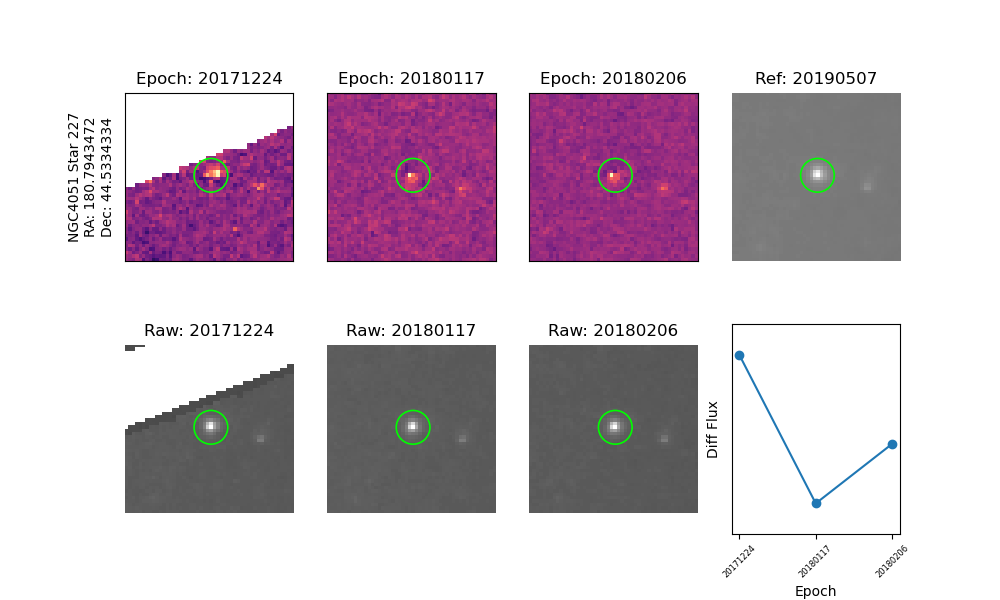 NGC4051 Star 227
RA: 180.7943472
Dec: 44.5334334
Epoch: 20171224
Epoch: 20180117
Epoch: 20180206
Ref: 20190507
Raw: 20171224
Raw: 20180117
Raw: 20180206
Diff Flux
20171224
20180117
20180206
Epoch